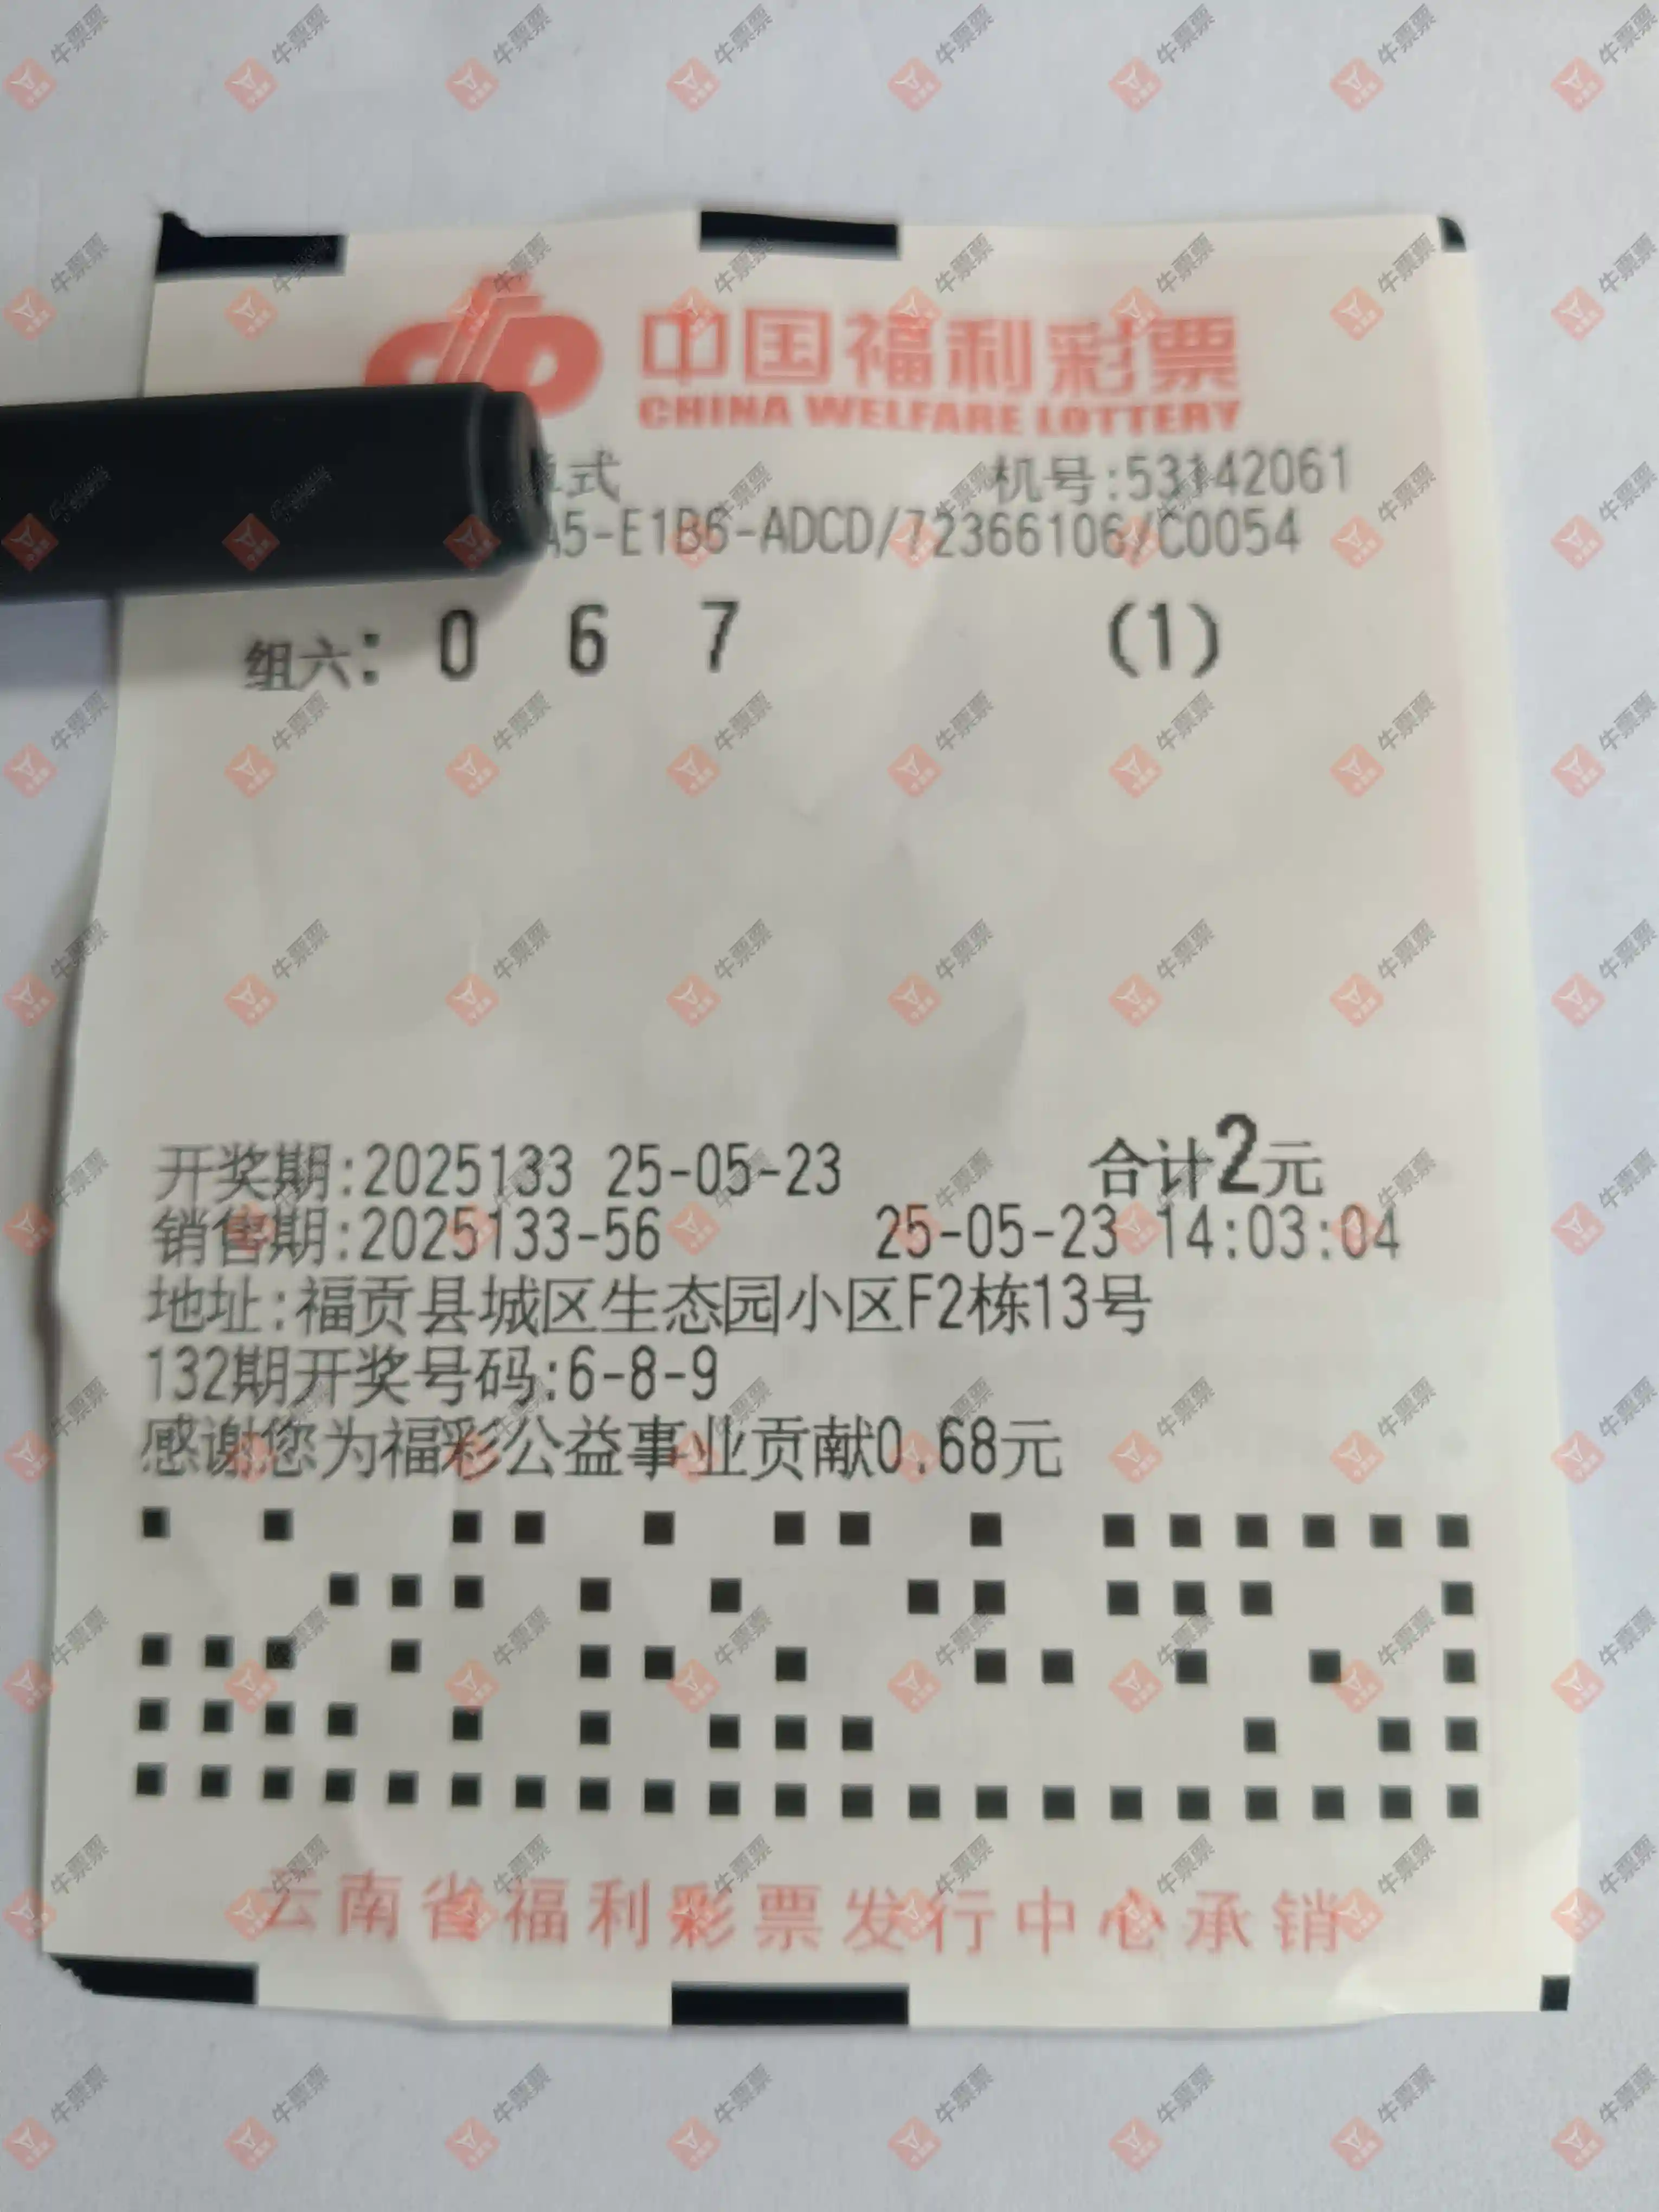 中国福利彩票
CHINA WELFARE LOTTERY
单式 机号:53142061
A5-E1B6-ADCD/72366106/C0054
组六: 0 6 7 (1)
开奖期:2025133 25-05-23 合计2元
销售期:2025133-56 25-05-23 14:03:04
地址:福贡县城区生态园小区F2栋13号
132期开奖号码:6-8-9
感谢您为福彩公益事业贡献0.68元
云南省福利彩票发行中心承销
牛票票